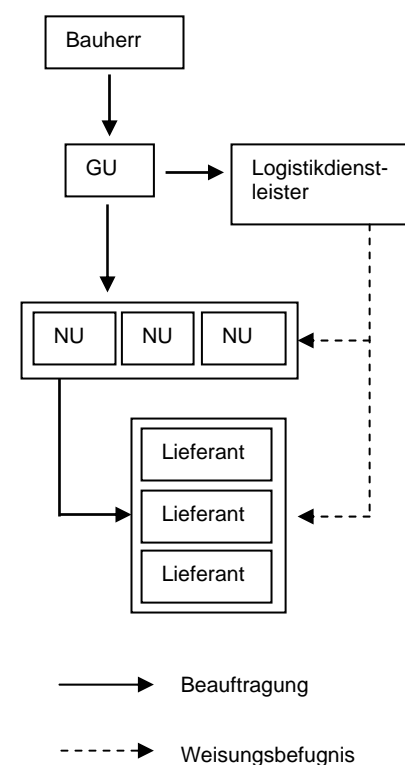 Bauherr
GU
Logistikdienst-
leister
NU
NU
NU
Lieferant
Lieferant
Lieferant
Beauftragung
Weisungsbefugnis